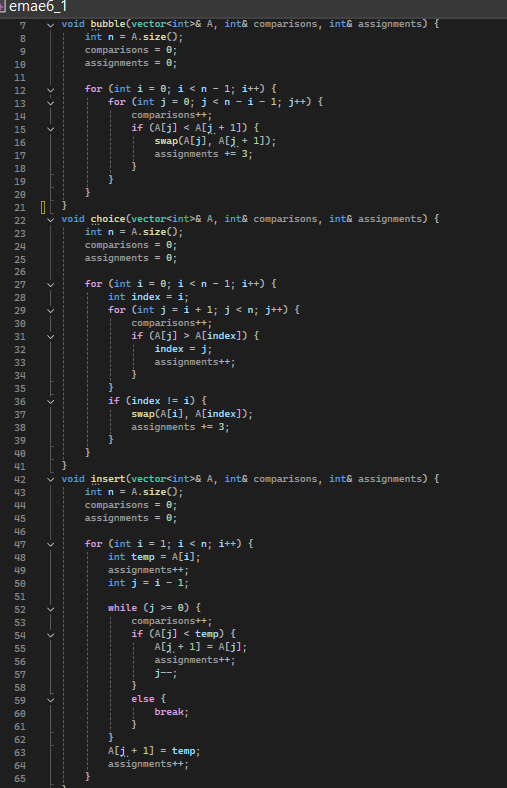 emae6_1
7 void bubble(vector<int>& A, int& comparisons, int& assignments) {
8 int n = A.size();
9 comparisons = 0;
10 assignments = 0;
11
12 for (int i = 0; i < n - 1; i++) {
13 for (int j = 0; j < n - i - 1; j++) {
14 comparisons++;
15 if (A[j] < A[j + 1]) {
16 swap(A[j], A[j + 1]);
17 assignments += 3;
18 }
19 }
20 }
21 }
22 void choice(vector<int>& A, int& comparisons, int& assignments) {
23 int n = A.size();
24 comparisons = 0;
25 assignments = 0;
26
27 for (int i = 0; i < n - 1; i++) {
28 int index = i;
29 for (int j = i + 1; j < n; j++) {
30 comparisons++;
31 if (A[j] > A[index]) {
32 index = j;
33 assignments++;
34 }
35 }
36 if (index != i) {
37 swap(A[i], A[index]);
38 assignments += 3;
39 }
40 }
41 }
42 void insert(vector<int>& A, int& comparisons, int& assignments) {
43 int n = A.size();
44 comparisons = 0;
45 assignments = 0;
46
47 for (int i = 1; i < n; i++) {
48 int temp = A[i];
49 assignments++;
50 int j = i - 1;
51
52 while (j >= 0) {
53 comparisons++;
54 if (A[j] < temp) {
55 A[j + 1] = A[j];
56 assignments++;
57 j--;
58 }
59 else {
60 break;
61 }
62 }
63 A[j + 1] = temp;
64 assignments++;
65 }